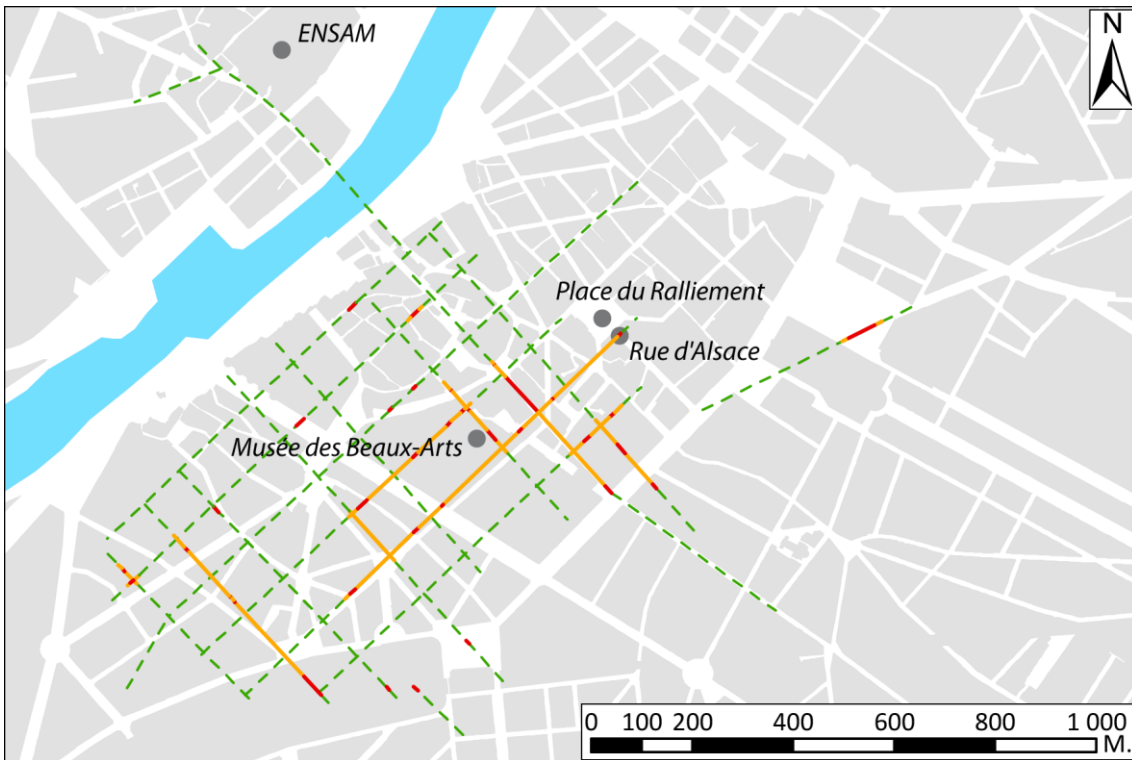 ENSAM
N
Place du Ralliement
Rue d'Alsace
Musée des Beaux-Arts
0 100 200 400 600 800 1 000
M.